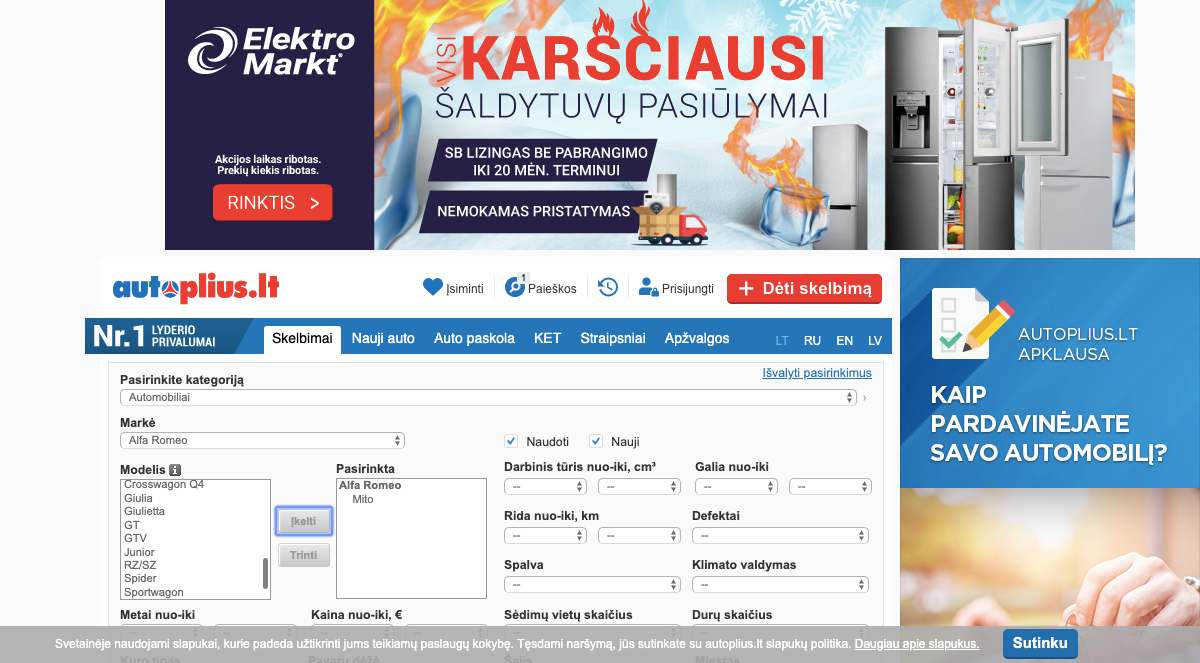 Elektro
Markt
Akcijos laikas ribotas.
Prekių kiekis ribotas.
RINKTIS >
VISI
KARŠČIAUSI
ŠALDYTUVŲ PASIŪLYMAI
SB LIZINGAS BE PABRANGIMO
IKI 20 MĖN. TERMINUI
NEMOKAMAS PRISTATYMAS
autoplius.lt
Įsiminti
1
Paieškos
Prisijungti
+ Dėti skelbimą
Nr.1 LYDERIO
PRIVALUMAI
Skelbimai
Nauji auto
Auto paskola
KET
Straipsniai
Apžvalgos
LT
RU
EN
LV
Išvalyti pasirinkimus
Pasirinkite kategoriją
Automobiliai
Markė
Alfa Romeo
Naudoti
Nauji
Modelis i
Crosswagon Q4
Giulia
Giulietta
GT
GTV
Junior
RZ/SZ
Spider
Sportwagon
Įkelti
Trinti
Pasirinkta
Alfa Romeo
Mito
Darbinis tūris nuo-iki, cm³
--
--
Galia nuo-iki
--
--
Rida nuo-iki, km
--
--
Defektai
--
Spalva
--
Klimato valdymas
--
Metai nuo-iki
Kaina nuo-iki, €
Sėdimų vietų skaičius
Durų skaičius
Kuro tipas
Pavarų dėžė
Šalis
Miestas
Svetainėje naudojami slapukai, kurie padeda užtikrinti jums teikiamų paslaugų kokybę. Tęsdami naršymą, jūs sutinkate su autoplius.lt slapukų politika. Daugiau apie slapukus.
Sutinku
AUTOPLIUS.LT
APKLAUSA
KAIP
PARDAVINĖJATE
SAVO AUTOMOBILĮ?